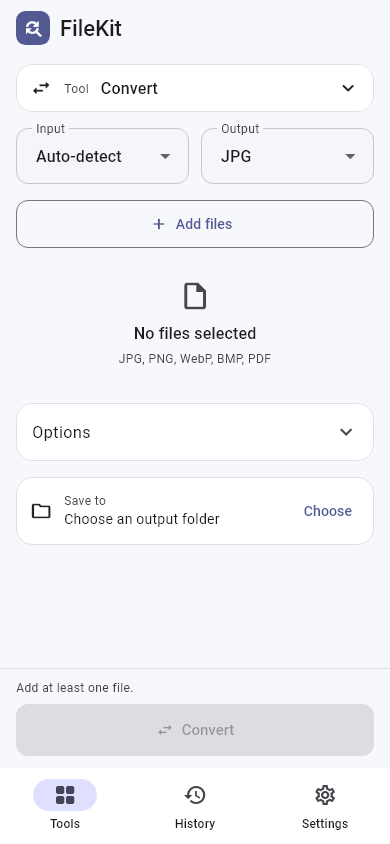 FileKit
Tool Convert
Input
Output
Auto-detect
JPG
Add files
No files selected
JPG, PNG, WebP, BMP, PDF
Options
Save to
Choose an output folder
Choose
Add at least one file.
Convert
Tools
History
Settings